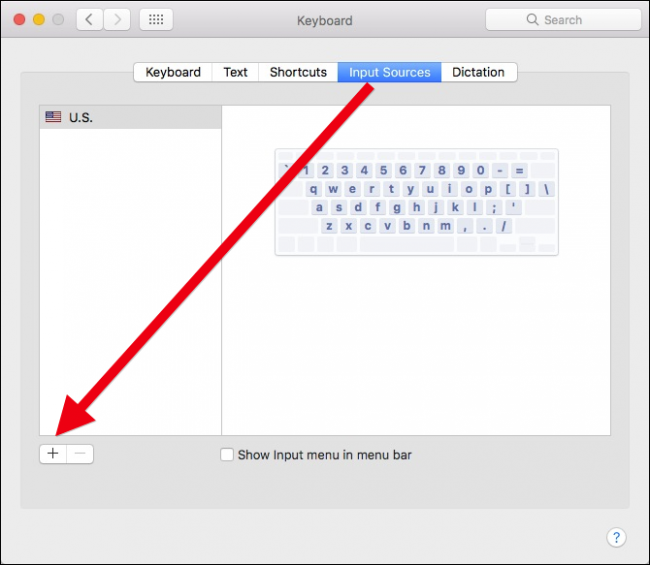 Keyboard
Search
Keyboard Text Shortcuts Input Sources Dictation
U.S.
` 1 2 3 4 5 6 7 8 9 0 - =
q w e r t y u i o p [ ] \
a s d f g h j k l ; '
z x c v b n m , . /
+ −
Show Input menu in menu bar
?